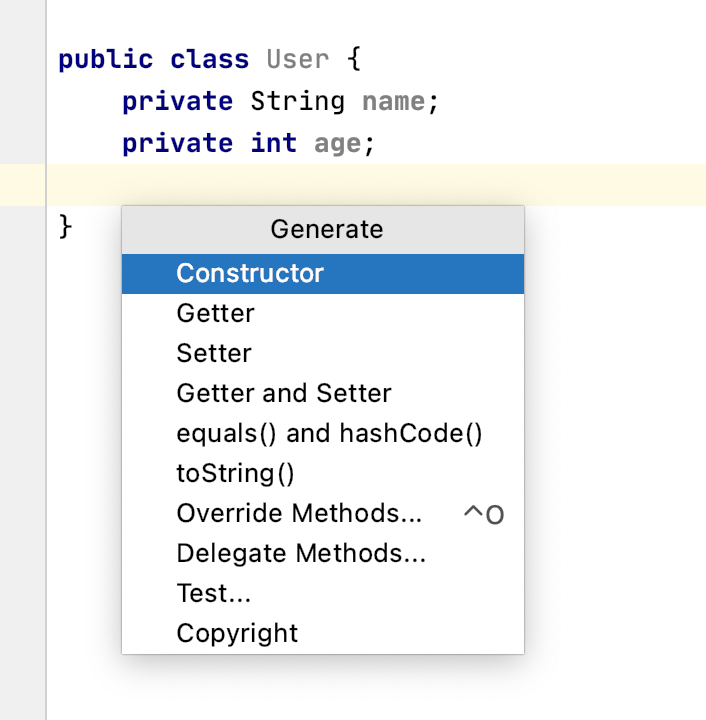 public class User {
    private String name;
    private int age;
}
Generate
Constructor
Getter
Setter
Getter and Setter
equals() and hashCode()
toString()
Override Methods... ^O
Delegate Methods...
Test...
Copyright